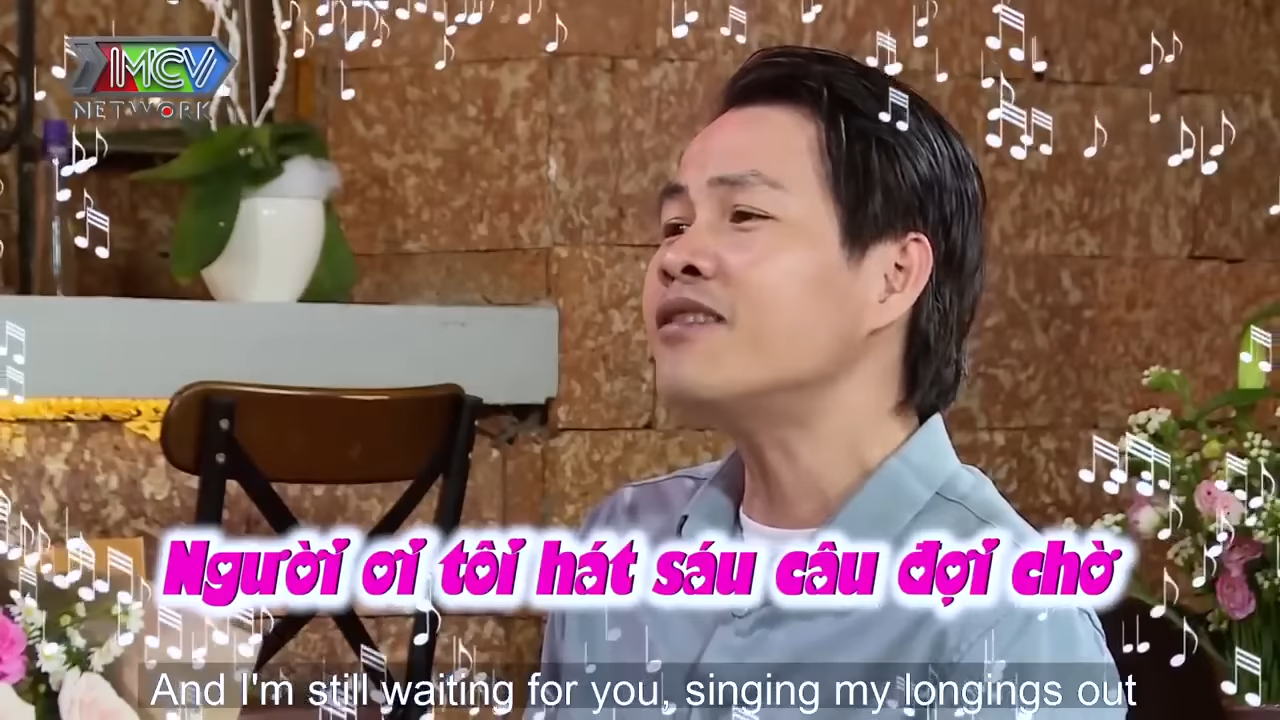 MCV
NETWORK
Người ơi tôi hát sáu câu đợi chờ
And I'm still waiting for you, singing my longings out